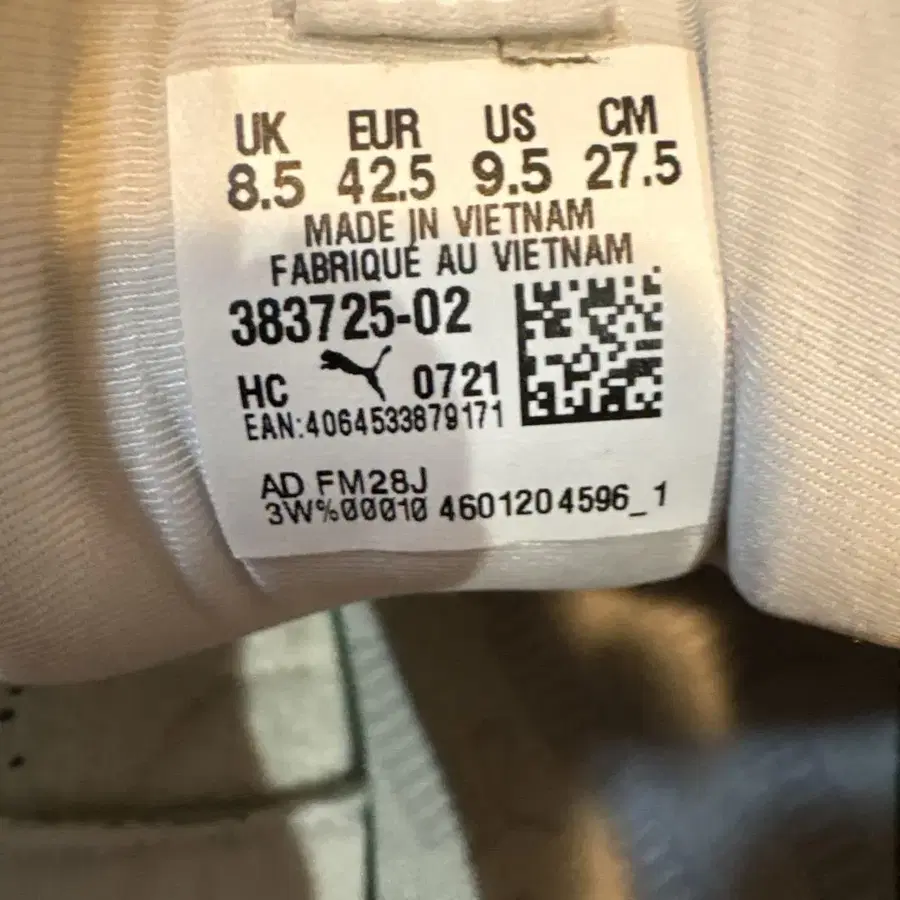 UK EUR US CM
8.5 42.5 9.5 27.5
MADE IN VIETNAM
FABRIQUÉ AU VIETNAM
383725-02
HC 0721
EAN:4064533879171
AD FM28J
3W%00010 4601204596_1